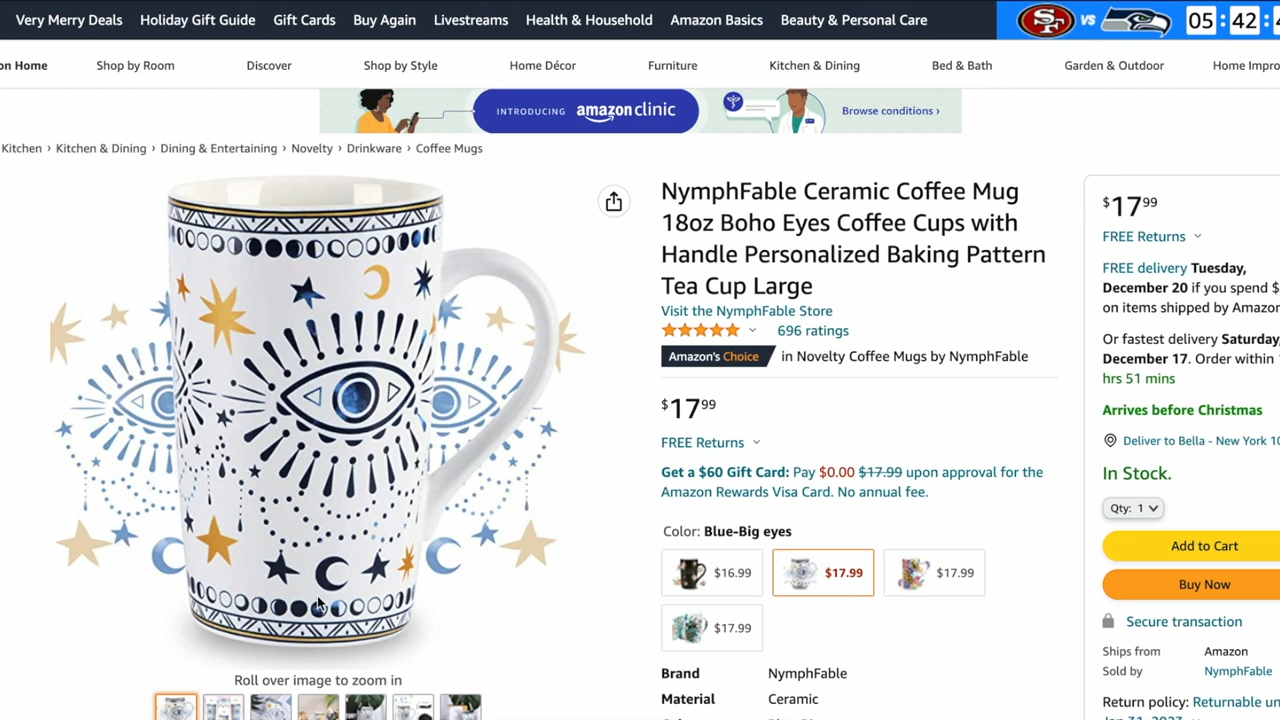 Very Merry Deals Holiday Gift Guide Gift Cards Buy Again Livestreams Health & Household Amazon Basics Beauty & Personal Care VS 05 : 42 :
on Home Shop by Room Discover Shop by Style Home Décor Furniture Kitchen & Dining Bed & Bath Garden & Outdoor Home Impro
INTRODUCING amazon clinic Browse conditions ›
Kitchen › Kitchen & Dining › Dining & Entertaining › Novelty › Drinkware › Coffee Mugs
NymphFable Ceramic Coffee Mug
18oz Boho Eyes Coffee Cups with
Handle Personalized Baking Pattern
Tea Cup Large
Visit the NymphFable Store
696 ratings
Amazon's Choice in Novelty Coffee Mugs by NymphFable
$1799
FREE Returns
Get a $60 Gift Card: Pay $0.00 $17.99 upon approval for the
Amazon Rewards Visa Card. No annual fee.
Color: Blue-Big eyes
$16.99 $17.99 $17.99
$17.99
Brand NymphFable
Material Ceramic
Roll over image to zoom in
$1799
FREE Returns
FREE delivery Tuesday,
December 20 if you spend $
on items shipped by Amazon
Or fastest delivery Saturday,
December 17. Order within
hrs 51 mins
Arrives before Christmas
Deliver to Bella - New York 10
In Stock.
Qty: 1
Add to Cart
Buy Now
Secure transaction
Ships from Amazon
Sold by NymphFable
Return policy: Returnable un